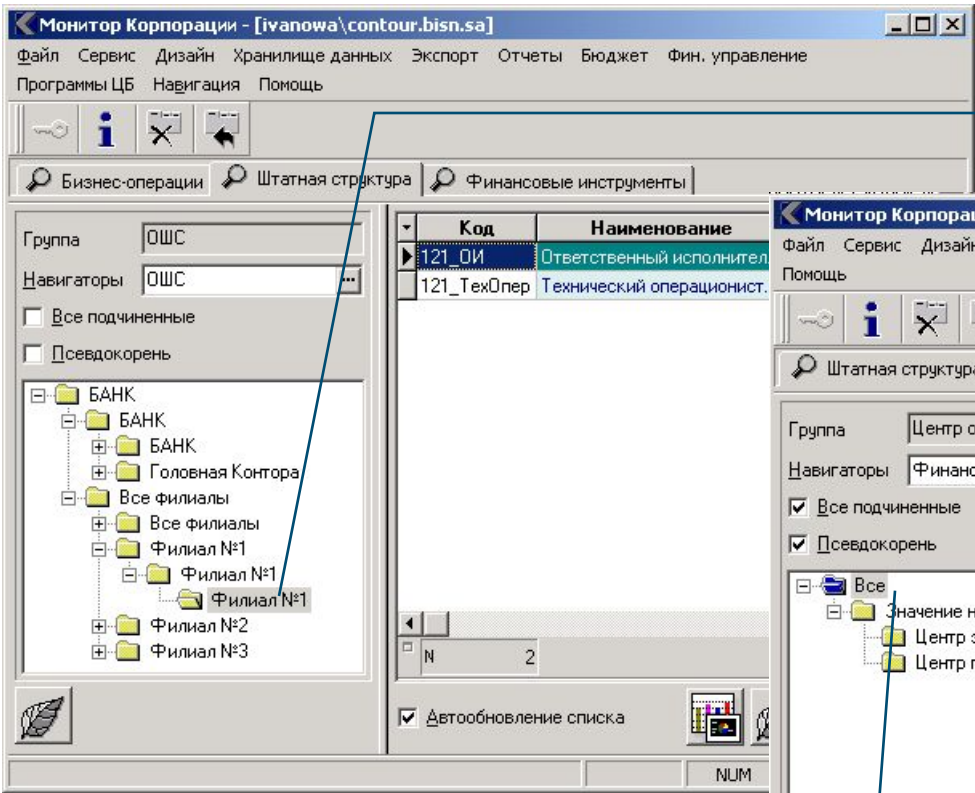 Монитор Корпорации - [ivanowa\contour.bisn.sa]
Файл Сервис Дизайн Хранилище данных Экспорт Отчеты Бюджет Фин. управление
Программы ЦБ Навигация Помощь
Бизнес-операции Штатная структура Финансовые инструменты
Группа ОШС
Навигаторы ОШС ...
Все подчиненные
Псевдокорень
БАНК
БАНК
БАНК
Головная Контора
Все филиалы
Все филиалы
Филиал №1
Филиал №1
Филиал №1
Филиал №2
Филиал №3
Код Наименование
121_ОИ Ответственный исполнител
121_ТехОпер Технический операционист.
N 2
Автообновление списка
NUM
Монитор Корпорац
Файл Сервис Дизайн
Помощь
Штатная структура
Группа Центр о
Навигаторы Финанс
Все подчиненные
Псевдокорень
Все
Значение н
Центр з
Центр п